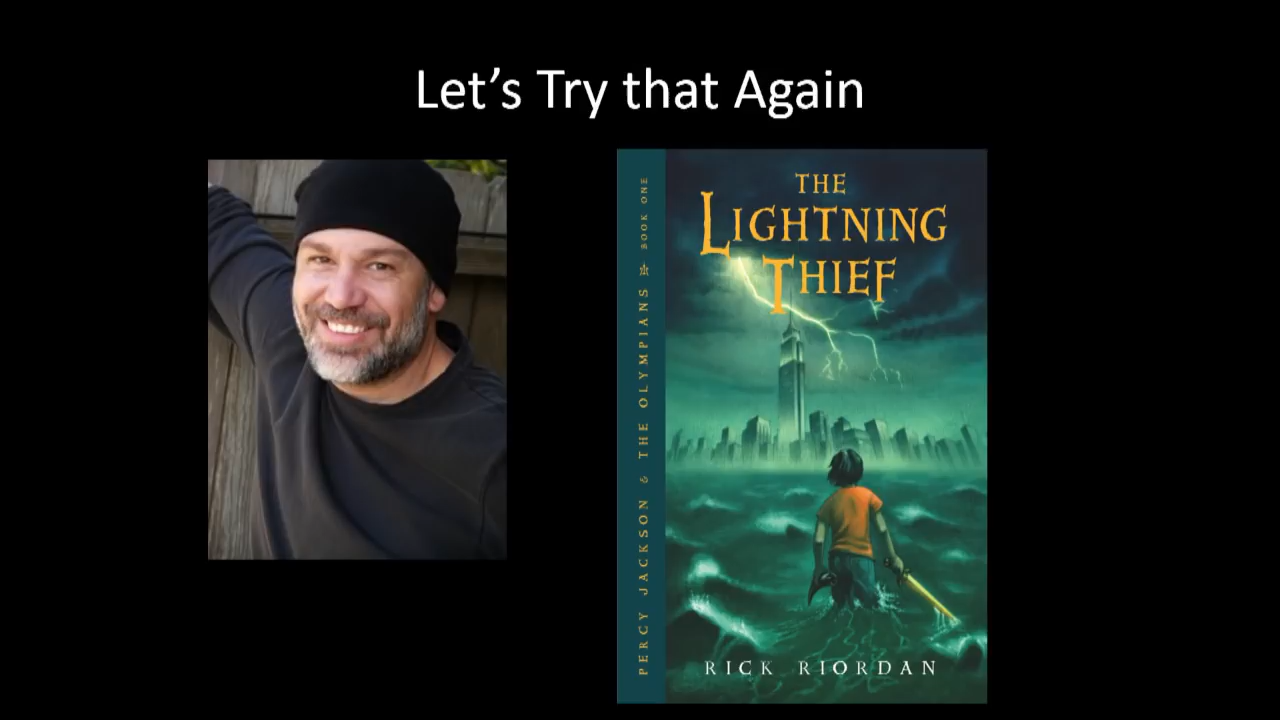 Let's Try that Again
PERCY JACKSON & THE OLYMPIANS BOOK ONE
THE
LIGHTNING
THIEF
RICK RIORDAN